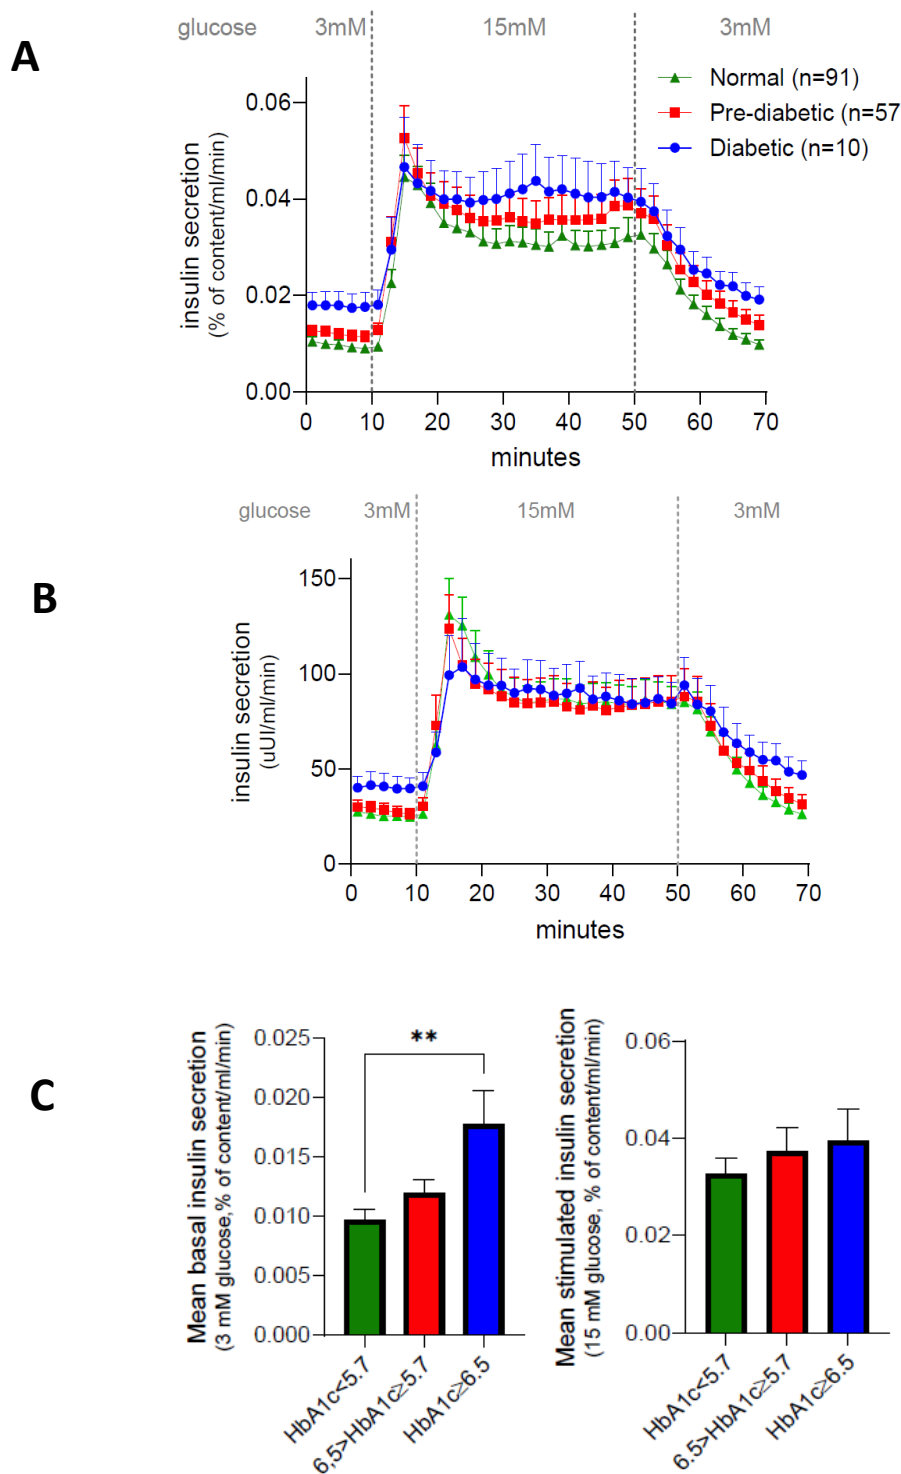 A
glucose 3mM 15mM 3mM
Normal (n=91)
Pre-diabetic (n=57
Diabetic (n=10)
insulin secretion
(% of content/ml/min)
0.06
0.04
0.02
0.00
0 10 20 30 40 50 60 70
minutes
B
glucose 3mM 15mM 3mM
insulin secretion
(uUI/ml/min)
150
100
50
0
0 10 20 30 40 50 60 70
minutes
C
Mean basal insulin secretion
(3 mM glucose,% of content/ml/min)
0.025
0.020
0.015
0.010
0.005
0.000
**
HbA1c<5.7
6,5>HbA1c≥5.7
HbA1c≥6.5
Mean stimulated insulin secretion
(15 mM glucose, % of content/ml/min)
0.06
0.04
0.02
0.00
HbA1c<5.7
6.5>HbA1c≥5.7
HbA1c≥6.5